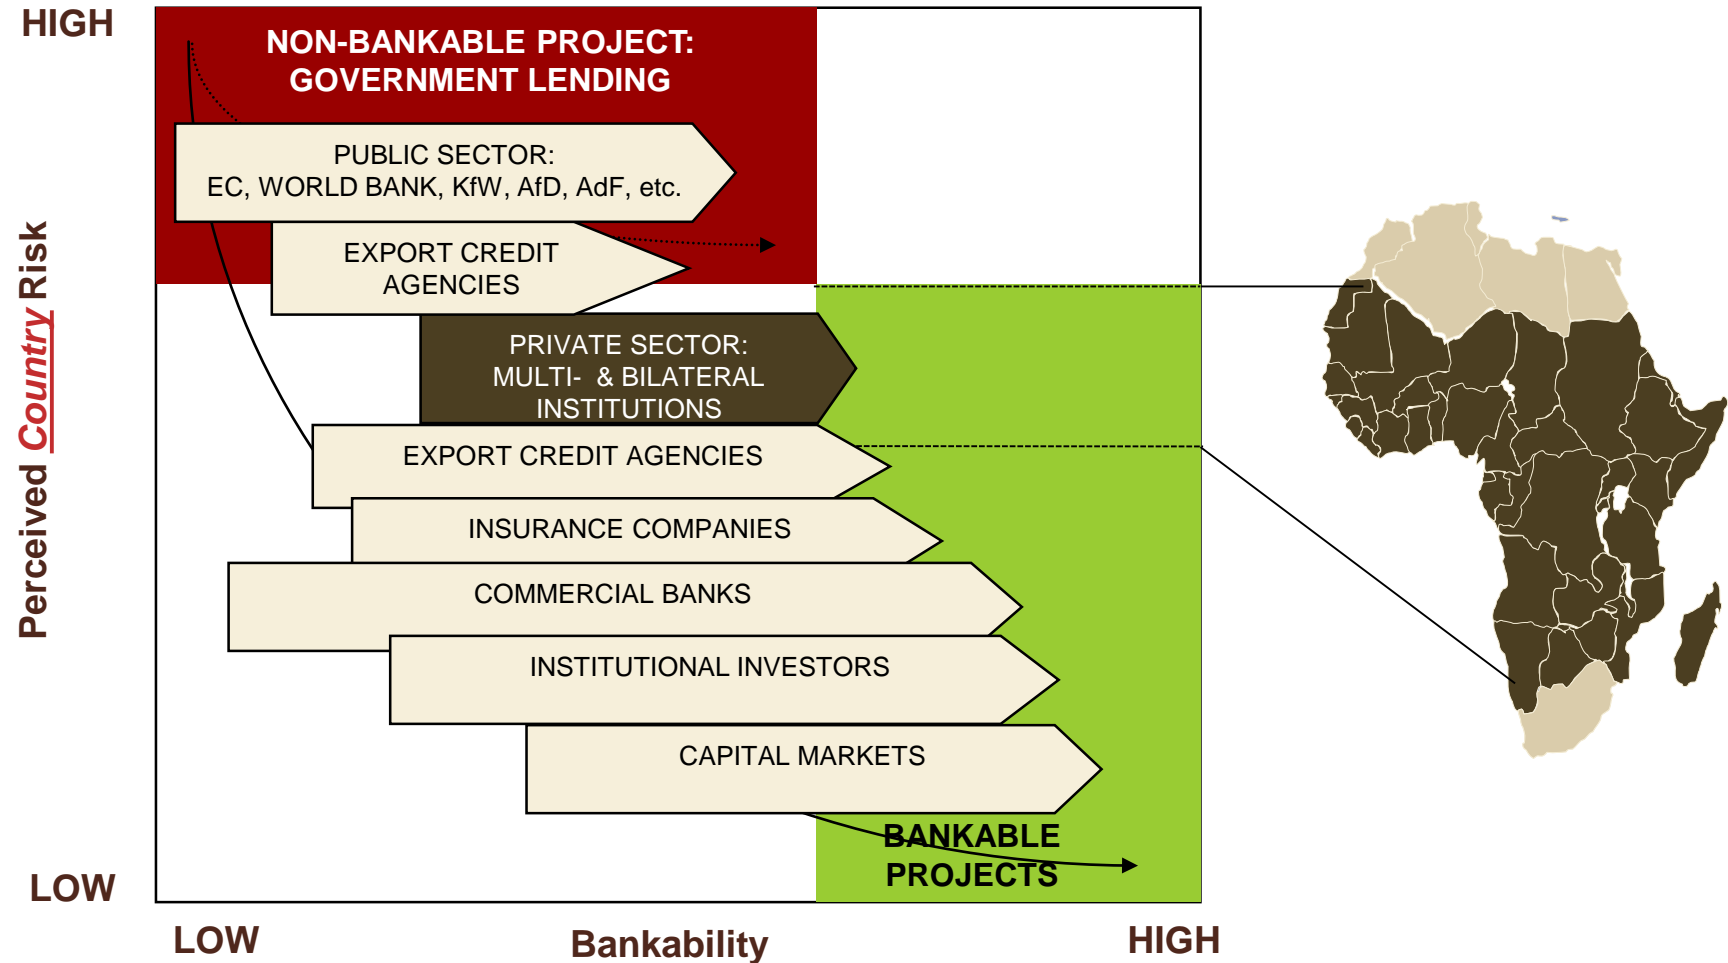 HIGH
NON-BANKABLE PROJECT:
GOVERNMENT LENDING
PUBLIC SECTOR:
EC, WORLD BANK, KfW, AfD, AdF, etc.
EXPORT CREDIT
AGENCIES
PRIVATE SECTOR:
MULTI- & BILATERAL
INSTITUTIONS
EXPORT CREDIT AGENCIES
INSURANCE COMPANIES
COMMERCIAL BANKS
INSTITUTIONAL INVESTORS
CAPITAL MARKETS
BANKABLE
PROJECTS
Perceived Country Risk
LOW
LOW
Bankability
HIGH